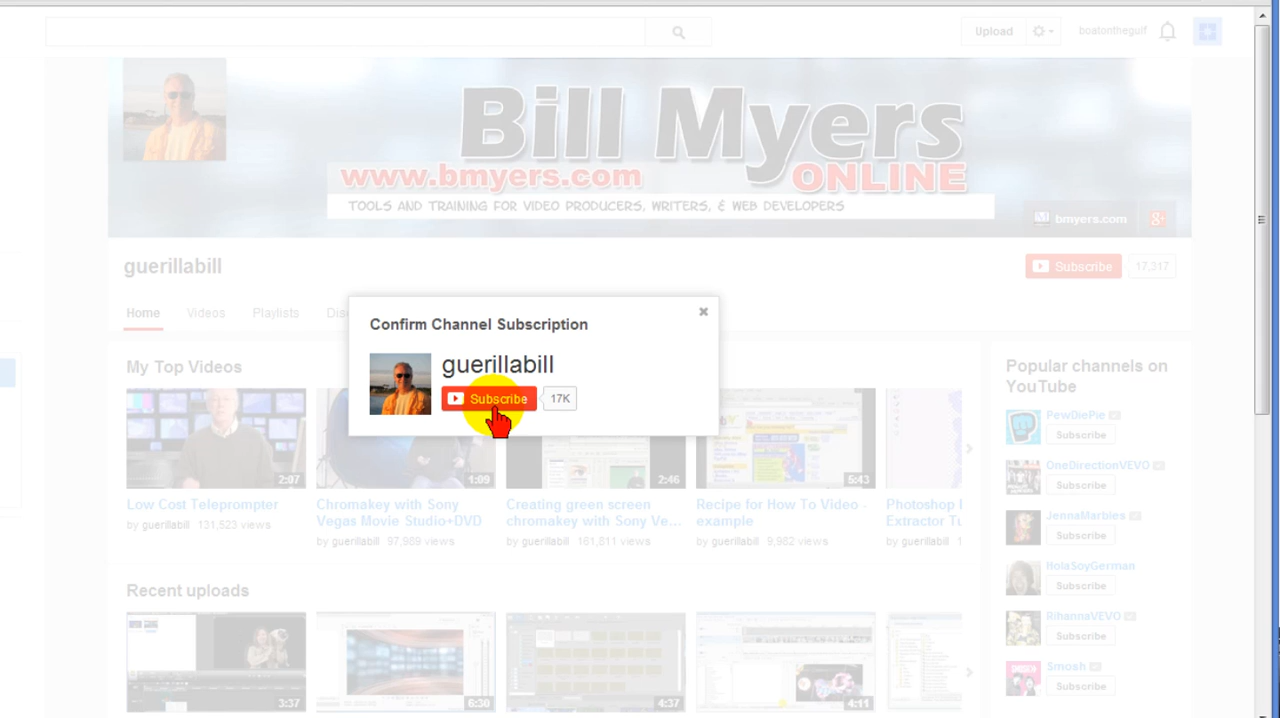 Upload
boatonthegulf
Bill Myers
www.bmyers.com
ONLINE
TOOLS AND TRAINING FOR VIDEO PRODUCERS, WRITERS, & WEB DEVELOPERS
bmyers.com
guerillabill
Subscribe 17,317
Home Videos Playlists Dis
Confirm Channel Subscription
guerillabill
Subscribe 17K
My Top Videos
2:07
1:09
2:46
5:43
Low Cost Teleprompter
by guerillabill 131,523 views
Chromakey with Sony
Vegas Movie Studio+DVD
by guerillabill 97,989 views
Creating green screen
chromakey with Sony Ve...
by guerillabill 161,811 views
Recipe for How To Video -
example
by guerillabill 9,982 views
Photoshop
Extractor Tu
by guerillabill 1
Popular channels on
YouTube
PewDiePie
Subscribe
OneDirectionVEVO
Subscribe
JennaMarbles
Subscribe
HolaSoyGerman
Subscribe
RihannaVEVO
Subscribe
Smosh
Subscribe
Recent uploads
3:37
6:30
4:37
4:11